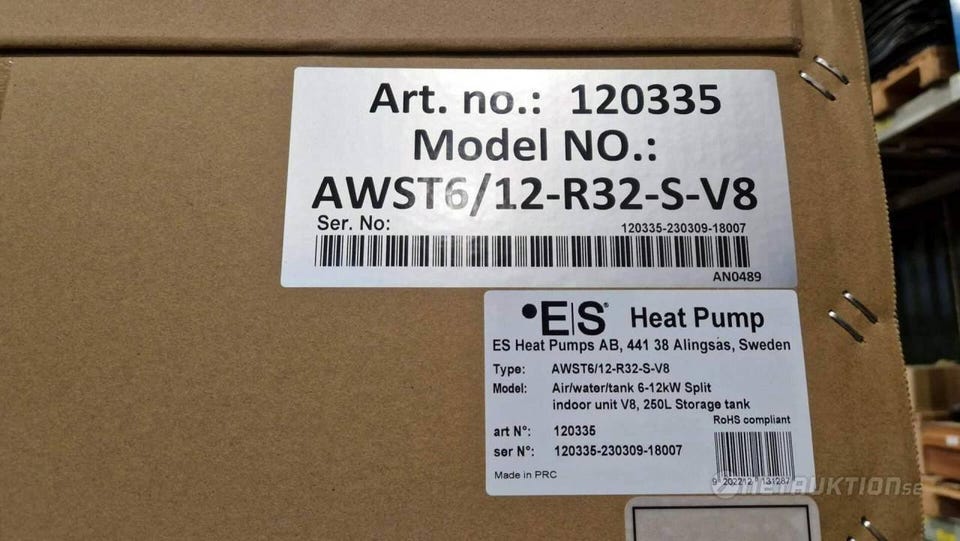 Art. no.: 120335
Model NO.:
AWST6/12-R32-S-V8
Ser. No:
120335-230309-18007
AN0489
E|S® Heat Pump
ES Heat Pumps AB, 441 38 Alingsås, Sweden
Type: AWST6/12-R32-S-V8
Model: Air/water/tank 6-12kW Split
indoor unit V8, 250L Storage tank
RoHS compliant
art N°: 120335
ser N°: 120335-230309-18007
Made in PRC
NETAUKTION.se